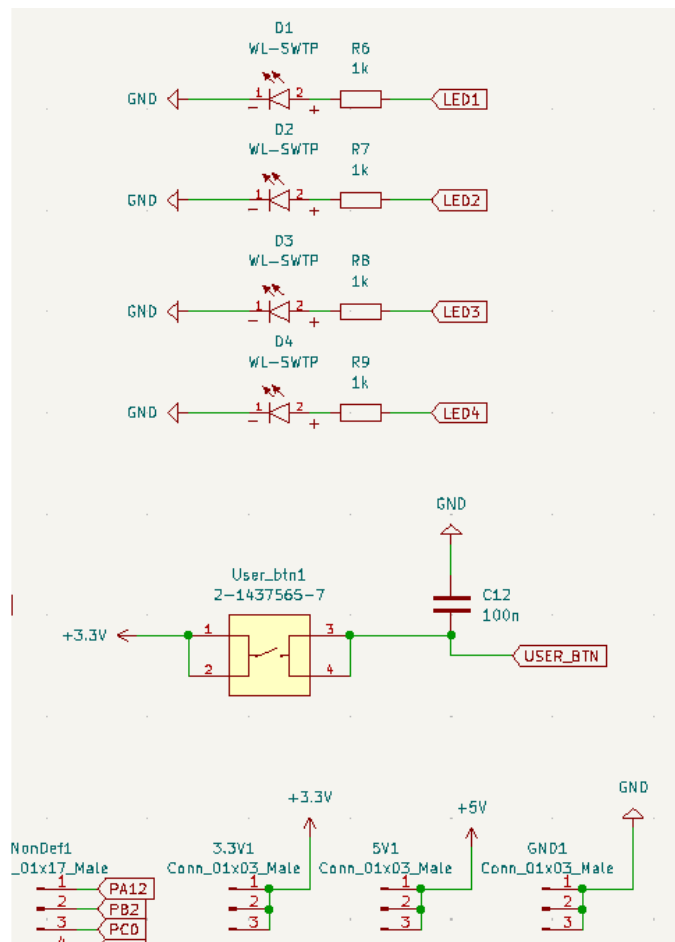 D1
WL-SWTP
R6
1k
GND
1
2
-
+
LED1
D2
WL-SWTP
R7
1k
GND
1
2
-
+
LED2
D3
WL-SWTP
R8
1k
GND
1
2
-
+
LED3
D4
WL-SWTP
R9
1k
GND
1
2
-
+
LED4
GND
User_btn1
2-1437565-7
C12
100n
+3.3V
1
3
2
4
USER_BTN
+3.3V
+5V
GND
NonDef1
3.3V1
5V1
GND1
_01x17_Male
Conn_01x03_Male
Conn_01x03_Male
Conn_01x03_Male
1
PA12
1
1
1
2
PB2
2
2
2
3
PC0
3
3
3